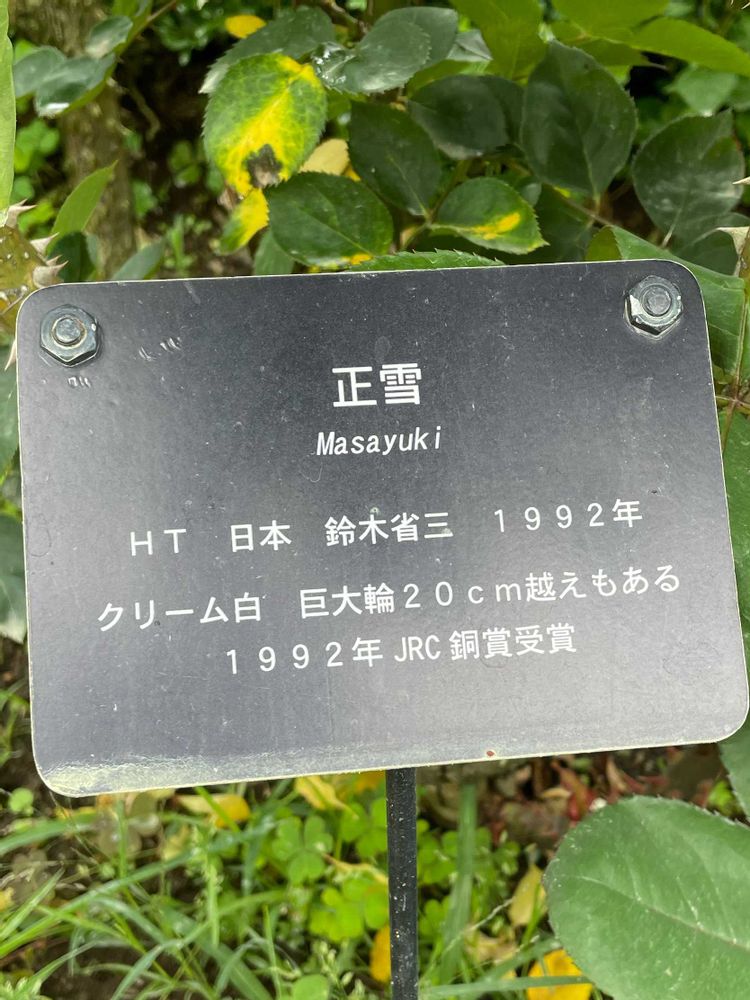 正雪
Masayuki
ＨＴ　日本　鈴木省三　１９９２年
クリーム白　巨大輪２０ｃｍ越えもある
１９９２年 JRC 銅賞受賞